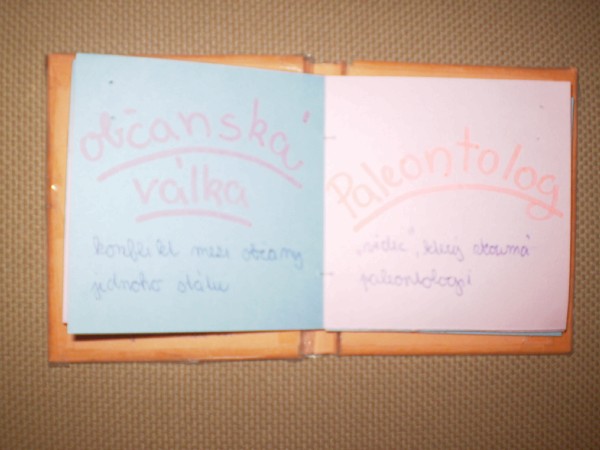 občanská
válka
konflikt mezi občany
jednoho státu
Paleontolog
„vědec“, který zkoumá
paleontologii